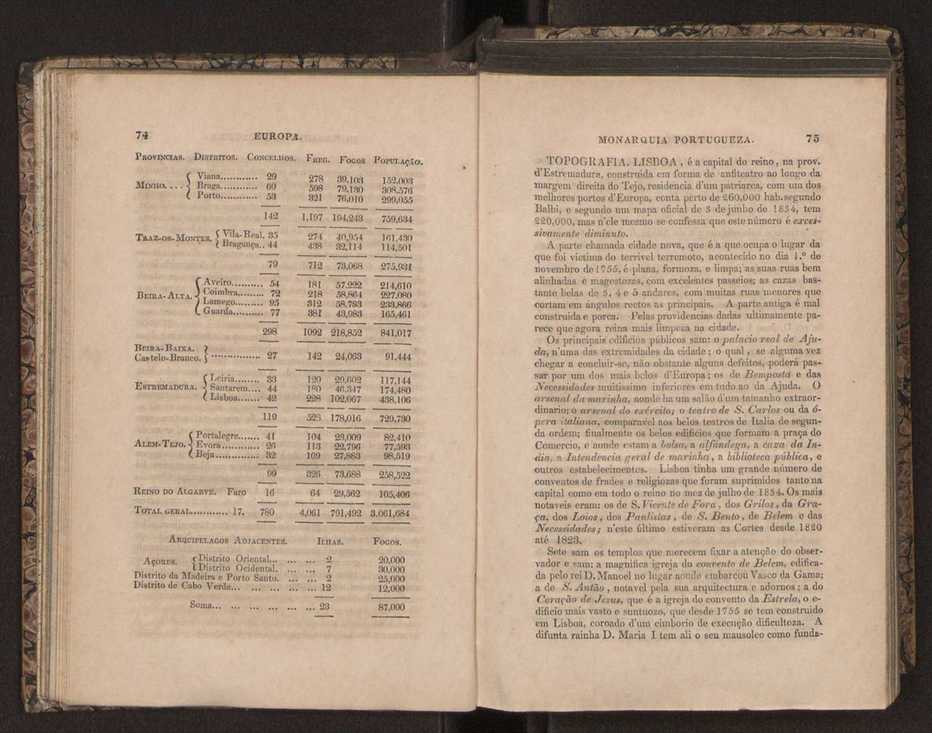 74 EUROPA.
PROVINCIAS. DISTRITOS. CONCELHOS. FREG. FOGOS POPULAÇÃO.
Viana............ 29 278 39,103 152,003
MINHO.... Braga............ 60 598 79,130 308,576
Porto............ 53 321 76,010 299,055
142 1,197 194,243 759,634
TRAZ-OS-MONTES. Vila-Real. 35 274 40,954 161,430
Bragança.. 44 438 32,114 114,501
79 712 73,068 275,931
Aveiro.......... 54 181 57,222 214,610
BEIRA-ALTA. Coimbra........ 72 218 58,864 227,080
Lamego......... 95 312 58,783 233,866
Guarda.......... 77 381 43,983 165,461
298 1092 218,852 841,017
BEIRA-BAIXA.
Castelo-Branco. ............... 27 142 24,063 91,444
Leiria........ 33 120 29,602 117,144
ESTREMADURA. Santarem.... 44 180 46,347 174,480
Lisboa....... 42 228 102,067 438,106
119 528 178,016 729,730
Portalegre....... 41 104 23,009 82,410
ALEM-TEJO. Evora............ 26 113 22,796 77,593
Beja............. 32 109 27,883 98,519
99 326 73,688 258,522
REINO DO ALGARVE. Faro 16 64 29,562 105,406
TOTAL GERAL........... 17. 780 4,061 791,492 3,061,684
ARQCIPELAGOS ADJACENTES. ILHAS. FOGOS.
AÇORES. Distrito Oriental... ... ... 2 20,000
Distrito Ocidental. ... ... 7 30,000
Distrito da Madeira e Porto Santo. ... ... 2 25,000
Distrito de Cabo Verde... ... ... ... ... 12 12,000
Soma... ... ... ... ... ... 23 87,000
MONARQUIA PORTUGUEZA. 75
TOPOGRAFIA. LISBOA, é a capital do reino, na prov.
d'Estremadura, construida em forma de anfiteatro ao longo da
margem direita do Tejo, residencia d'um patriarca, com um dos
melhores portos d'Europa, conta perto de 260,000 hab. segundo
Balbi, e segundo um mapa oficial de 3 de junho de 1834, tem
220,000, mas n'ele mesmo se confessa que este número é exces-
sivamente diminuto.
A parte chamada cidade nova, que é a que ocupa o lugar da
que foi victima do terrivel terremoto, acontecido no dia 1.º de
novembro de 1755, é plana, formoza, e limpa; as suas ruas bem
alinhadas e magestozas, com excelentes passeios; as cazas bas-
tante belas de 3, 4 e 5 andares, com muitas ruas menores que
cortam em ángulos rectos as principais. A parte antiga é mal
construida e porca. Pelas providencias dadas ultimamente pa-
rece que agora reina mais limpeza na cidade.
Os principais edificios públicos sam: o palacio real de Aju-
da, n'uma das extremidades da cidade; o qual, se alguma vez
chegar a concluir-se, não obstante alguns defeitos, poderá pas-
sar por um dos mais belos d'Europa; os de Bemposta e das
Necessidades muitissimo inferiores em tudo ao da Ajuda. O
arsenal da marinha, aonde ha um salão d'um tamanho extraor-
dinario; o arsenal do exército; o teatro de S. Carlos ou da ó-
pera italiana, comparavel aos belos teatros de Italia de segun-
da ordem; finalmente os belos edificios que formam a praça do
Comercio, e aonde estam a bolsa, a alfándega, a caza da In-
dia, a Intendencia geral de marinha, a biblioteca pública, e
outros estabelecimentos. Lisboa tinha um grande número de
conventos de frades e religiozas que foram suprimidos tanto na
capital como em todo o reino no mez de julho de 1834. Os mais
notaveis eram: os de S. Vicente de Fora, dos Grilos, da Gra-
ça, dos Loios, dos Paulistas, de S. Bento, de Belem e das
Necessidades; n'este último estiveram as Cortes desde 1820
até 1823.
Sete sam os templos que merecem fixar a atenção do obser-
vador e sam: a magnifica igreja do convento de Belem, edifica-
da pelo rei D. Manoel no lugar aonde embarcou Vasco da Gama;
a de S. Antão, notavel pela sua arquitectura e adornos; a do
Coração de Jesus, que é a igreja do convento da Estrela, o e-
dificio mais vasto e suntuozo, que desde 1755 se tem construido
em Lisboa, coroado d'um cimborio de execução dificulteza. A
difunta rainha D. Maria I tem ali o seu mausoleo como funda-